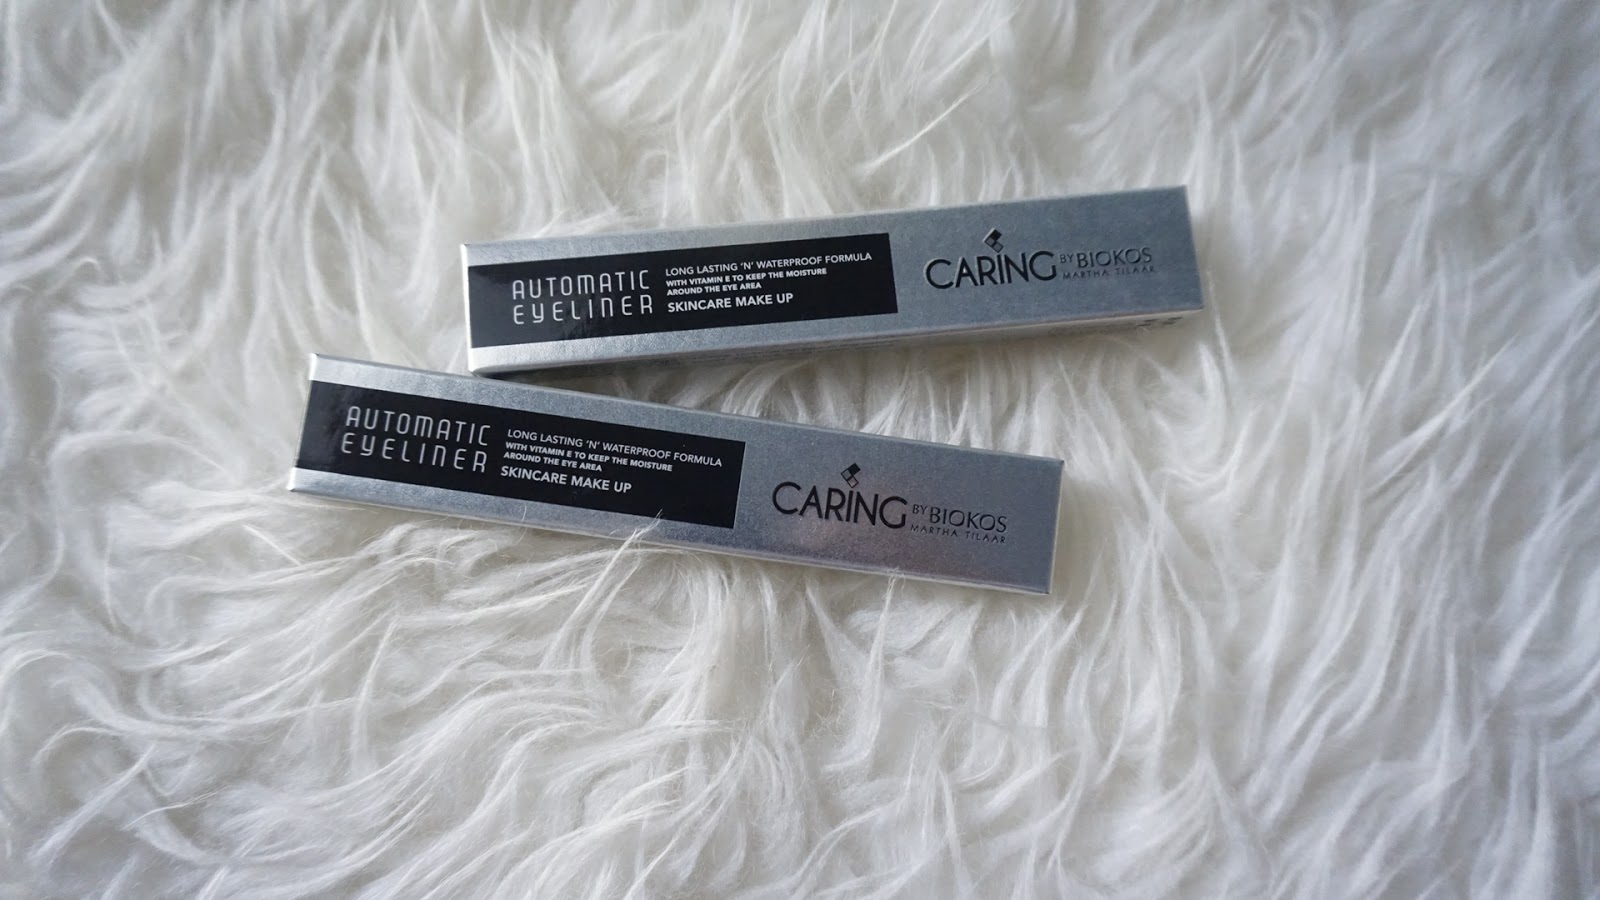 AUTOMATIC
EYELINER
LONG LASTING 'N' WATERPROOF FORMULA
WITH VITAMIN E TO KEEP THE MOISTURE
AROUND THE EYE AREA
SKINCARE MAKE UP
CARING BY BIOKOS
MARTHA TILAAR
AUTOMATIC
EYELINER
LONG LASTING 'N' WATERPROOF FORMULA
WITH VITAMIN E TO KEEP THE MOISTURE
AROUND THE EYE AREA
SKINCARE MAKE UP
CARING BY BIOKOS
MARTHA TILAAR